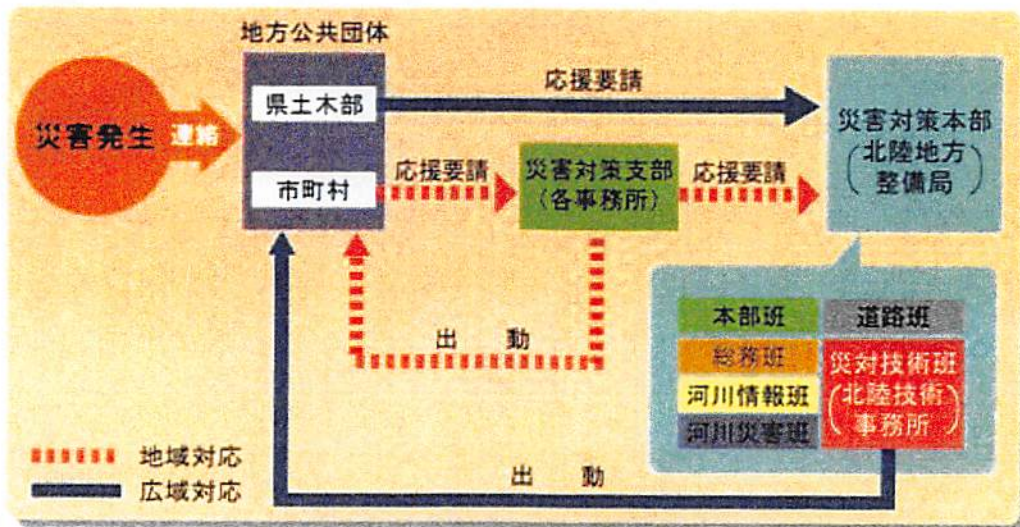 地方公共団体
災害発生
連絡
県土木部
応援要請
災害対策本部
(北陸地方
整備局)
市町村
応援要請
災害対策支部
(各事務所)
応援要請
出動
本部班
道路班
総務班
河川情報班
河川災害班
災対技術班
(北陸技術
事務所)
地域対応
広域対応
出動